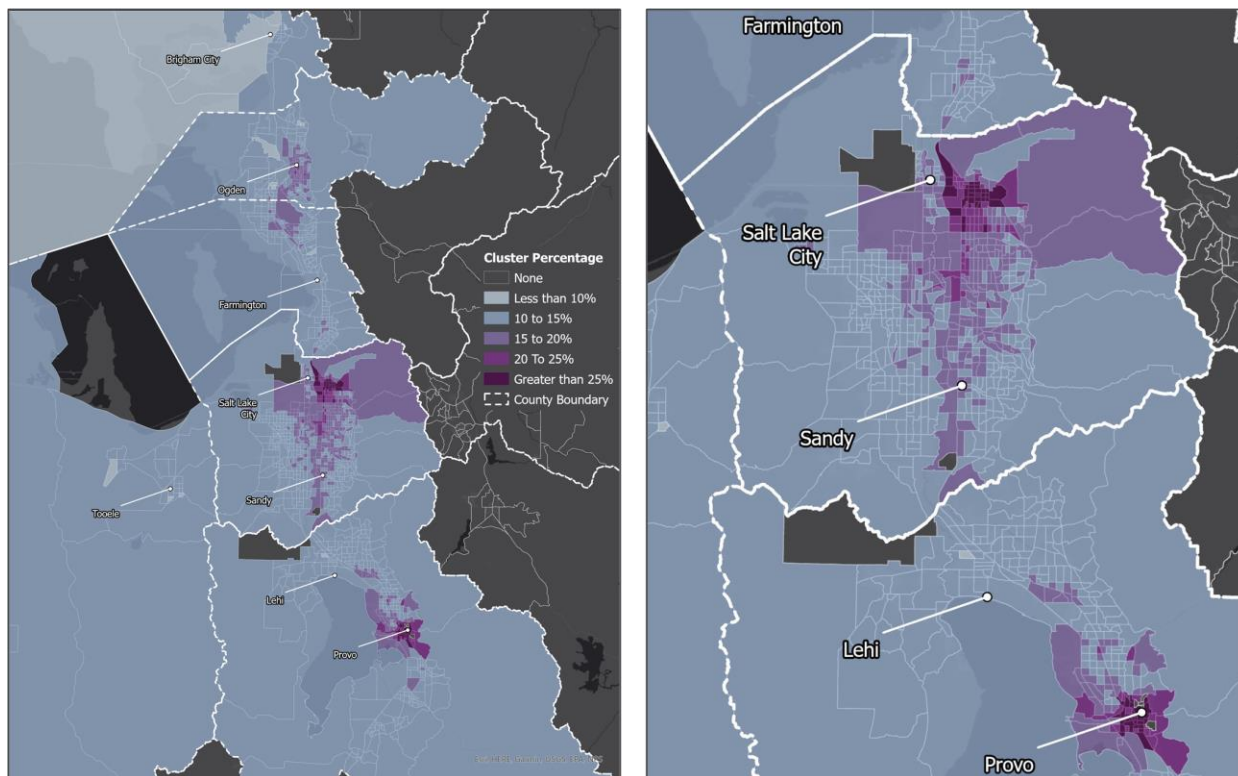 Brigham City
Ogden
Farmington
Salt Lake
City
Sandy
Tooele
Lehi
Provo
Cluster Percentage
None
Less than 10%
10 to 15%
15 to 20%
20 To 25%
Greater than 25%
County Boundary
Farmington
Salt Lake
City
Sandy
Lehi
Provo